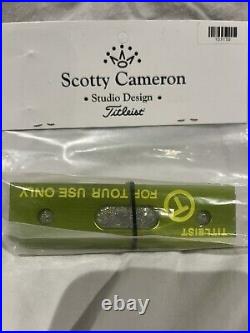 Scotty Cameron
Studio Design
Titleist
FOR TOUR USE ONLY
TITLEIST